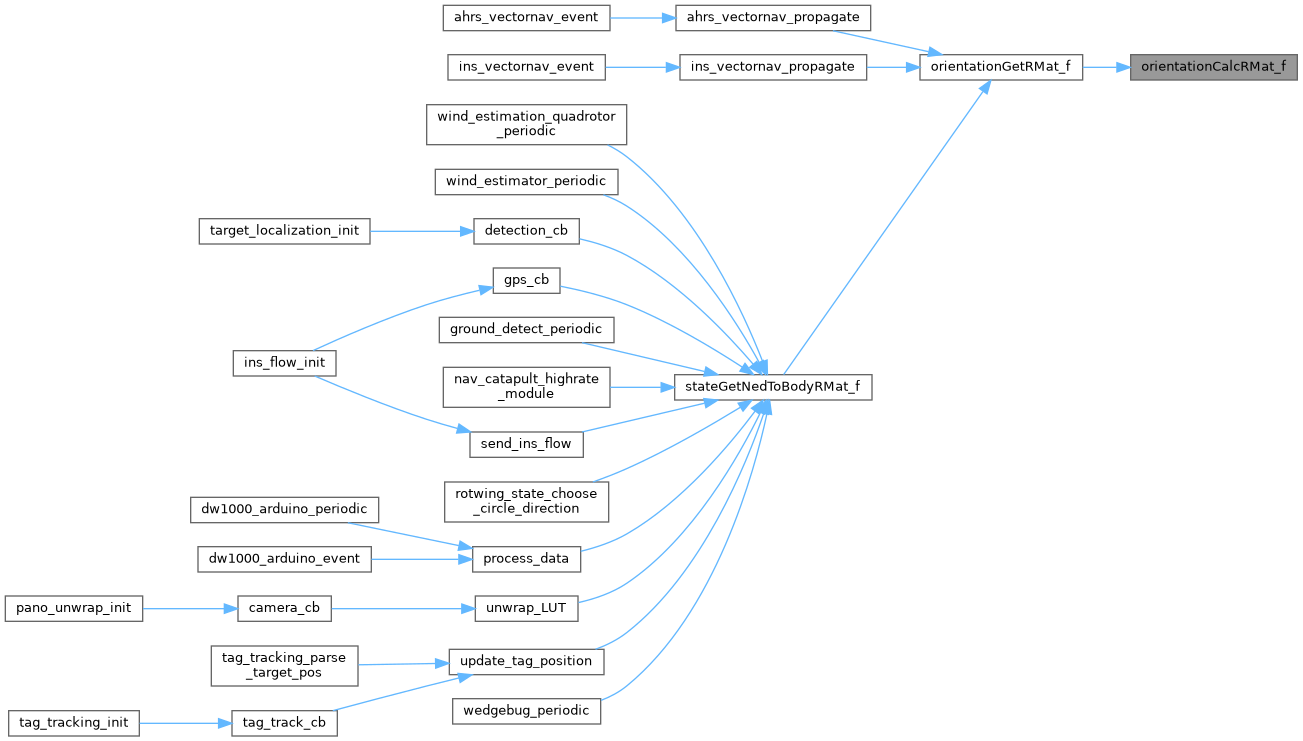 ahrs_vectornav_event
ahrs_vectornav_propagate
ins_vectornav_event
ins_vectornav_propagate
orientationGetRMat_f
orientationCalcRMat_f
wind_estimation_quadrotor
_periodic
wind_estimator_periodic
target_localization_init
detection_cb
gps_cb
ground_detect_periodic
ins_flow_init
nav_catapult_highrate
_module
stateGetNedToBodyRMat_f
send_ins_flow
rotwing_state_choose
_circle_direction
dw1000_arduino_periodic
dw1000_arduino_event
process_data
pano_unwrap_init
camera_cb
unwrap_LUT
tag_tracking_parse
_target_pos
update_tag_position
wedgebug_periodic
tag_tracking_init
tag_track_cb